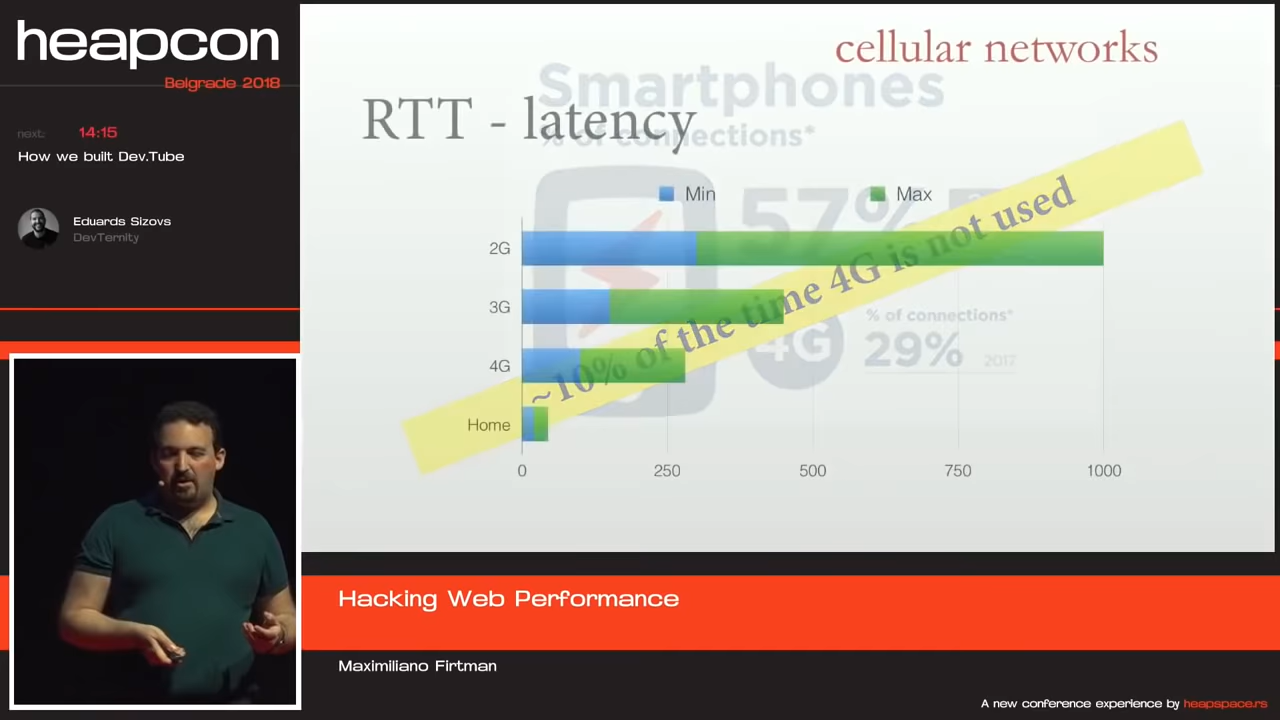 heapcon
Belgrade 2018
next: 14:15
How we built Dev.Tube
Eduards Sizovs
DevTernity
cellular networks
Smartphones
RTT - latency
% of connections*
Min
Max
57%
2G
3G
4G
Home
~10% of the time 4G is not used
4G
% of connections*
29%
2017
0 250 500 750 1000
Hacking Web Performance
Maximiliano Firtman
A new conference experience by heapspace.rs